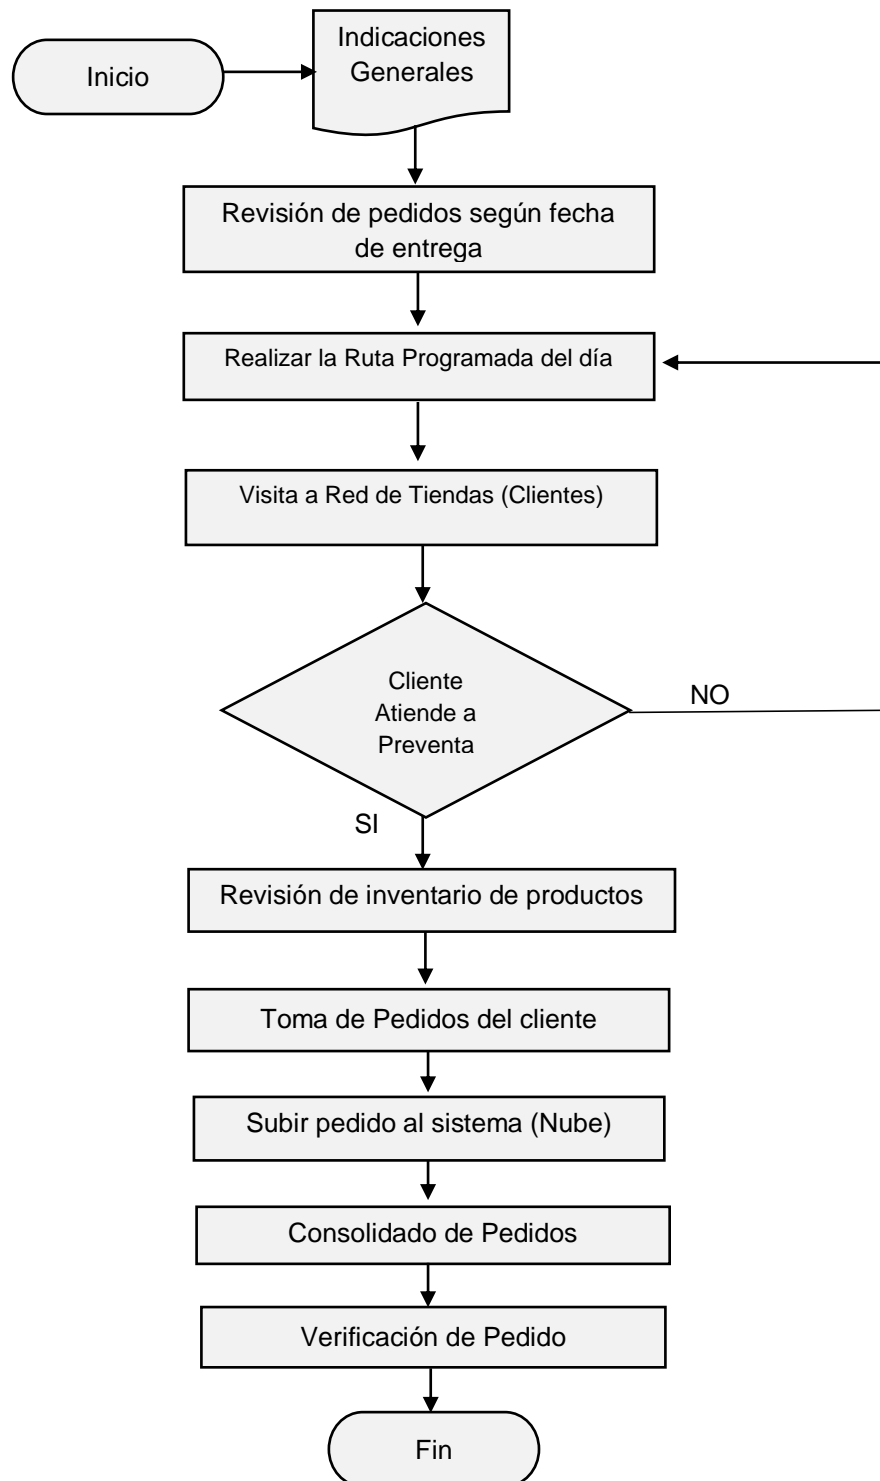 Inicio
Indicaciones
Generales
Revisión de pedidos según fecha
de entrega
Realizar la Ruta Programada del día
Visita a Red de Tiendas (Clientes)
Cliente
Atiende a
Preventa
NO
SI
Revisión de inventario de productos
Toma de Pedidos del cliente
Subir pedido al sistema (Nube)
Consolidado de Pedidos
Verificación de Pedido
Fin